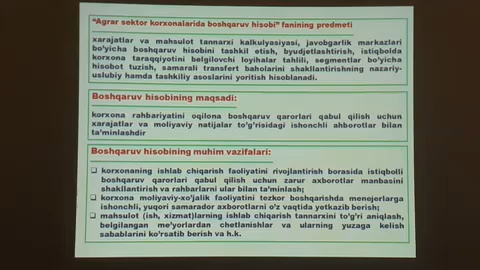 "Agrar sektor korxonalarida boshqaruv hisobi" fanining predmeti
xarajatlar va mahsulot tannarxi kalkulyasiyasi, javobgarlik markazlari
bo'yicha boshqaruv hisobini tashkil etish, byudjetlashtirish, istiqbolda
korxona taraqqiyotini belgilovchi loyihalar tahlili, segmentlar bo'yicha
hisobot tuzish, samarali transfert baholarini shakllantirishning nazariy-
uslubiy hamda tashkiliy asoslarini yoritish hisoblanadi.
Boshqaruv hisobining maqsadi:
korxona rahbariyatini oqilona boshqaruv qarorlari qabul qilish uchun
xarajatlar va moliyaviy natijalar to'g'risidagi ishonchli ahborotlar bilan
ta'minlashdir
Boshqaruv hisobining muhim vazifalari:
❑ korxonaning ishlab chiqarish faoliyatini rivojlantirish borasida istiqbolli
boshqaruv qarorlari qabul qilish uchun zarur axborotlar manbasini
shakllantirish va rahbarlarni ular bilan ta'minlash;
❑ korxona moliyaviy-xo'jalik faoliyatini tezkor boshqarishda menejerlarga
ishonchli, yuqori samarador axborotlarni o'z vaqtida yetkazib berish;
❑ mahsulot (ish, xizmat)larning ishlab chiqarish tannarxini to'g'ri aniqlash,
belgilangan me'yorlardan chetlanishlar va ularning yuzaga kelish
sabablarini ko'rsatib berish va h.k.